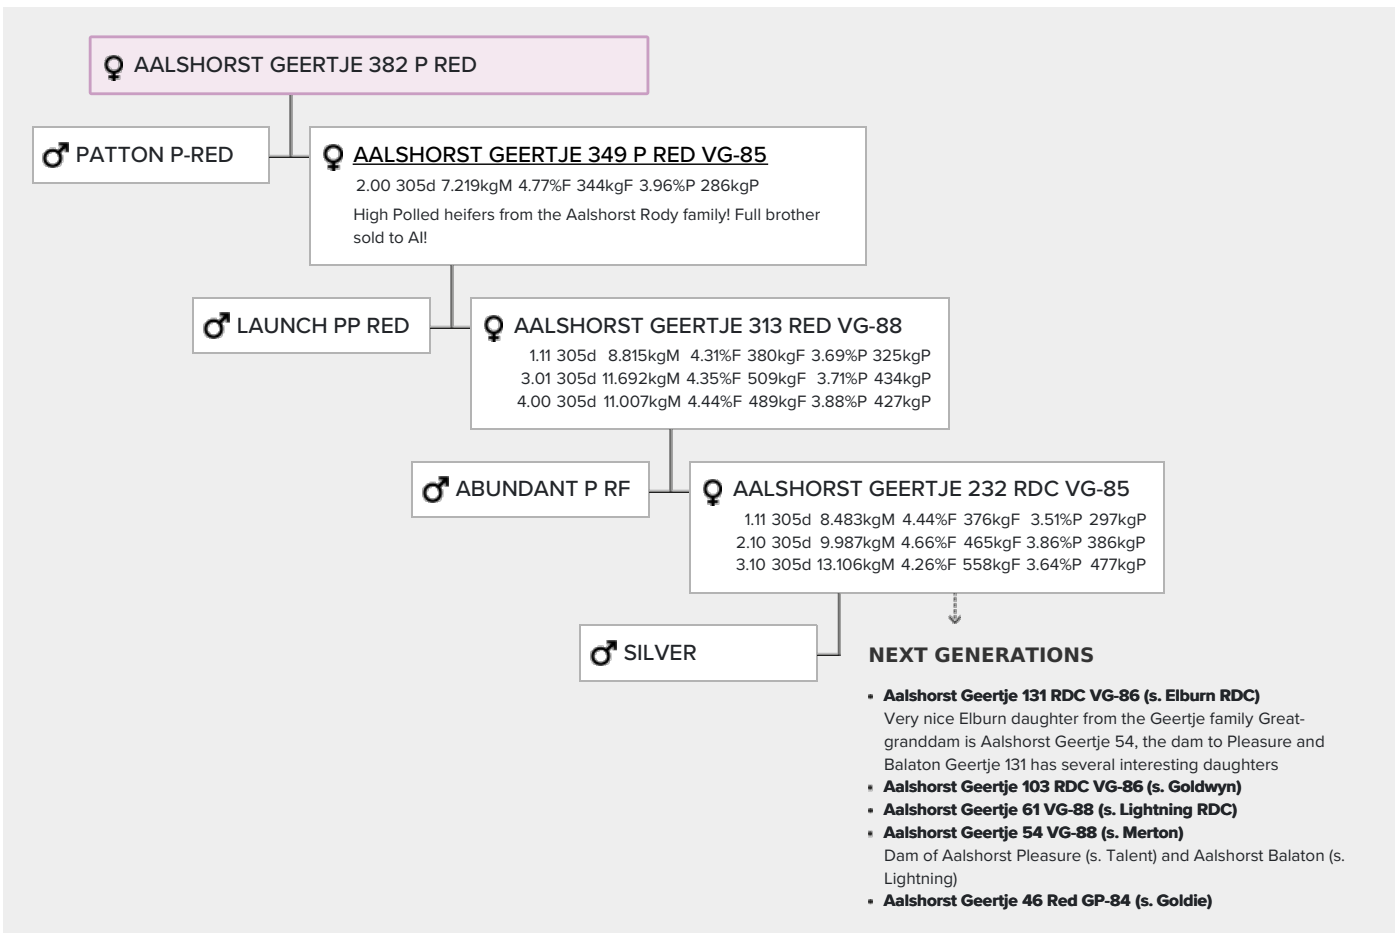 AALSHORST GEERTJE 382 P RED
PATTON P-RED
AALSHORST GEERTJE 349 P RED VG-85
2.00 305d 7.219kgM 4.77%F 344kgF 3.96%P 286kgP
High Polled heifers from the Aalshorst Rody family! Full brother
sold to AI!
LAUNCH PP RED
AALSHORST GEERTJE 313 RED VG-88
1.11 305d 8.815kgM 4.31%F 380kgF 3.69%P 325kgP
3.01 305d 11.692kgM 4.35%F 509kgF 3.71%P 434kgP
4.00 305d 11.007kgM 4.44%F 489kgF 3.88%P 427kgP
ABUNDANT P RF
AALSHORST GEERTJE 232 RDC VG-85
1.11 305d 8.483kgM 4.44%F 376kgF 3.51%P 297kgP
2.10 305d 9.987kgM 4.66%F 465kgF 3.86%P 386kgP
3.10 305d 13.106kgM 4.26%F 558kgF 3.64%P 477kgP
SILVER
NEXT GENERATIONS
Aalshorst Geertje 131 RDC VG-86 (s. Elburn RDC)
Very nice Elburn daughter from the Geertje family Great-
granddam is Aalshorst Geertje 54, the dam to Pleasure and
Balaton Geertje 131 has several interesting daughters
Aalshorst Geertje 103 RDC VG-86 (s. Goldwyn)
Aalshorst Geertje 61 VG-88 (s. Lightning RDC)
Aalshorst Geertje 54 VG-88 (s. Merton)
Dam of Aalshorst Pleasure (s. Talent) and Aalshorst Balaton (s.
Lightning)
Aalshorst Geertje 46 Red GP-84 (s. Goldie)